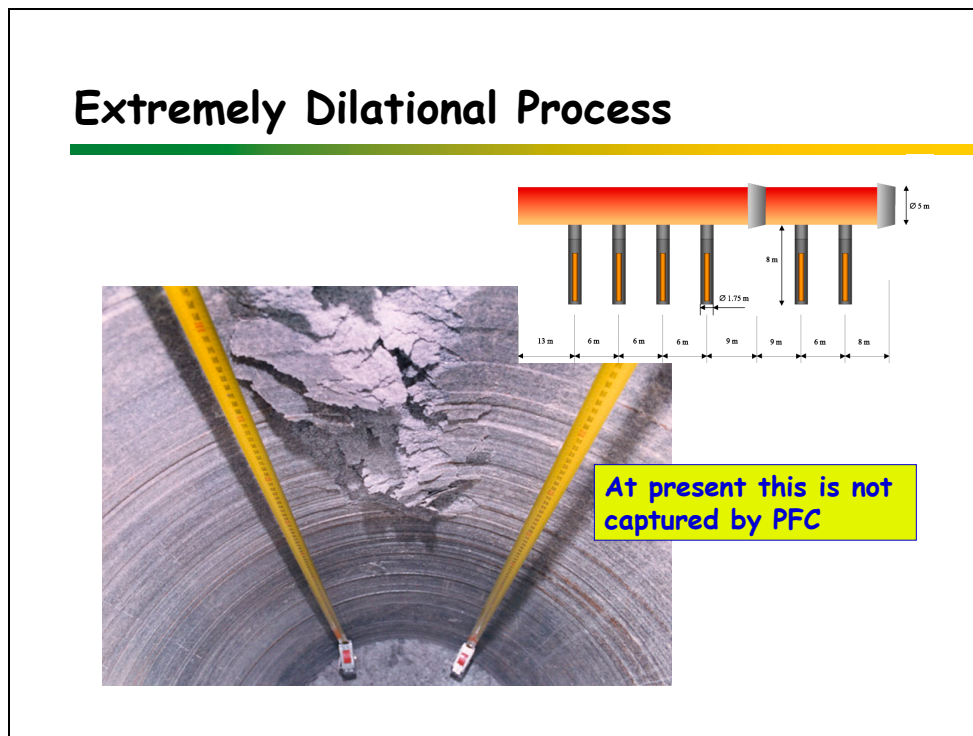 Extremely Dilational Process
Ø 5 m
8 m
Ø 1.75 m
13 m 6 m 6 m 6 m 9 m 9 m 6 m 8 m
At present this is not
captured by PFC